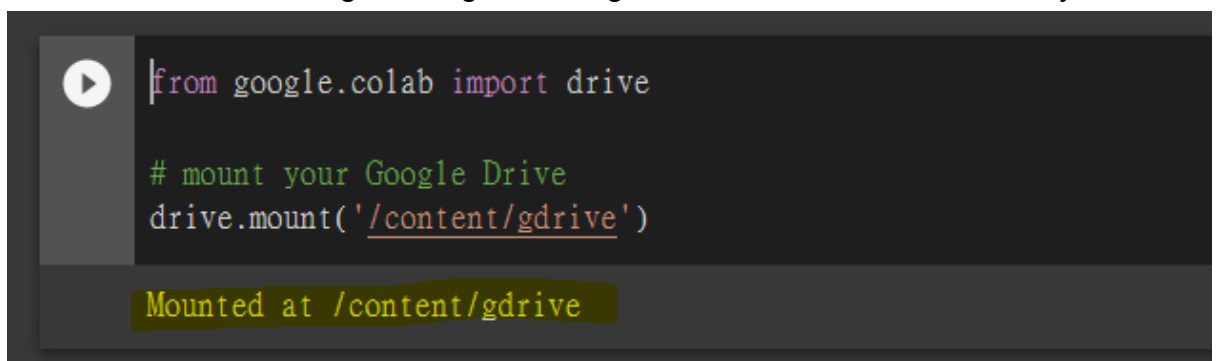 from google.colab import drive
# mount your Google Drive
drive.mount('/content/gdrive')
Mounted at /content/gdrive